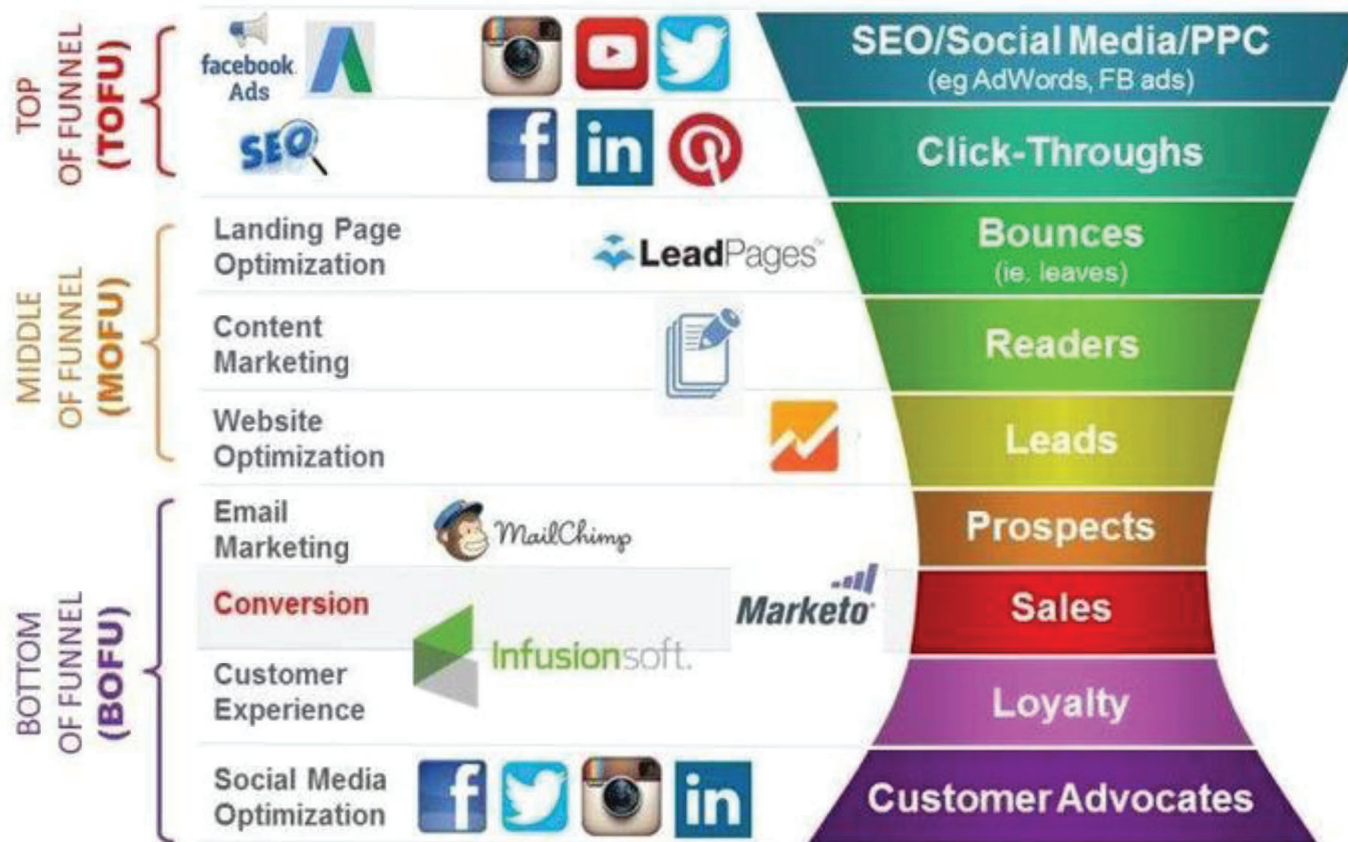 TOP
OF FUNNEL
(TOFU)
facebook
Ads
SEO
SEO/Social Media/PPC
(eg AdWords, FB ads)
Click-Throughs
MIDDLE
OF FUNNEL
(MOFU)
Landing Page
Optimization
LeadPages™
Bounces
(ie. leaves)
Content
Marketing
Readers
Website
Optimization
Leads
BOTTOM
OF FUNNEL
(BOFU)
Email
Marketing
MailChimp
Prospects
Conversion
Marketo
Sales
Infusionsoft.
Customer
Experience
Loyalty
Social Media
Optimization
Customer Advocates